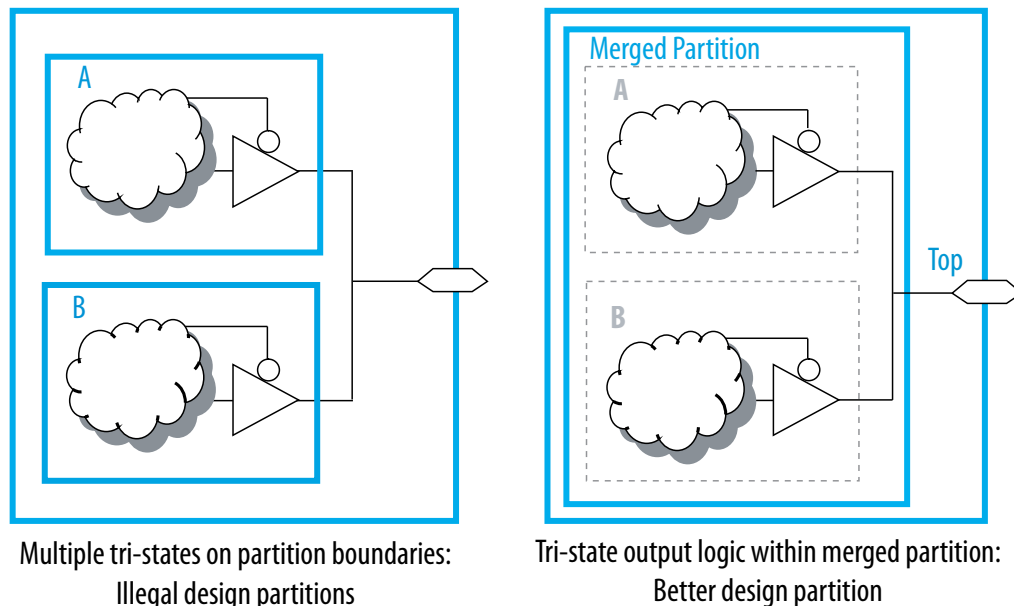 A
B
Multiple tri-states on partition boundaries:
Illegal design partitions
Merged Partition
A
B
Top
Tri-state output logic within merged partition:
Better design partition